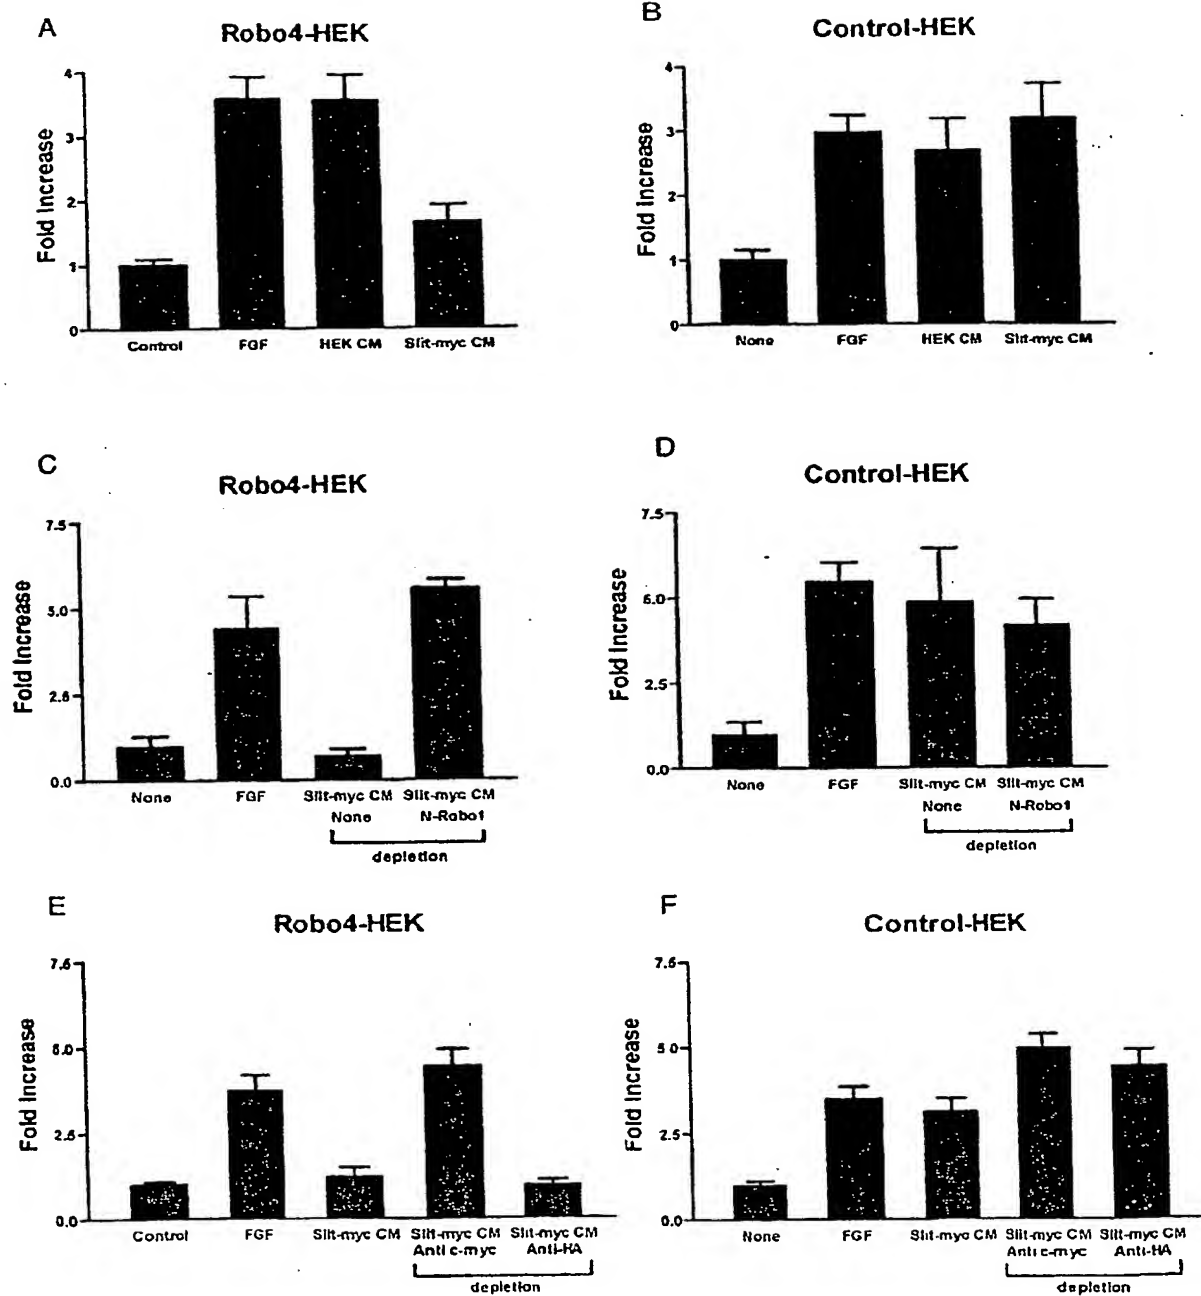 A
Robo4-HEK
Fold Increase
4
3
2
1
0
Control FGF HEK CM Slit-myc CM
B
Control-HEK
Fold Increase
4
3
2
1
0
None FGF HEK CM Slit-myc CM
C
Robo4-HEK
Fold Increase
7.5
5.0
2.5
0.0
None FGF Slit-myc CM Slit-myc CM
None N-Robo1
depletion
D
Control-HEK
Fold Increase
7.5
5.0
2.5
0.0
None FGF Slit-myc CM Slit-myc CM
None N-Robo1
depletion
E
Robo4-HEK
Fold Increase
7.5
5.0
2.5
0.0
Control FGF Slit-myc CM Slit-myc CM Slit-myc CM
Anti c-myc Anti-HA
depletion
F
Control-HEK
Fold Increase
7.5
5.0
2.5
0.0
None FGF Slit-myc CM Slit-myc CM Slit-myc CM
Anti c-myc Anti-HA
depletion